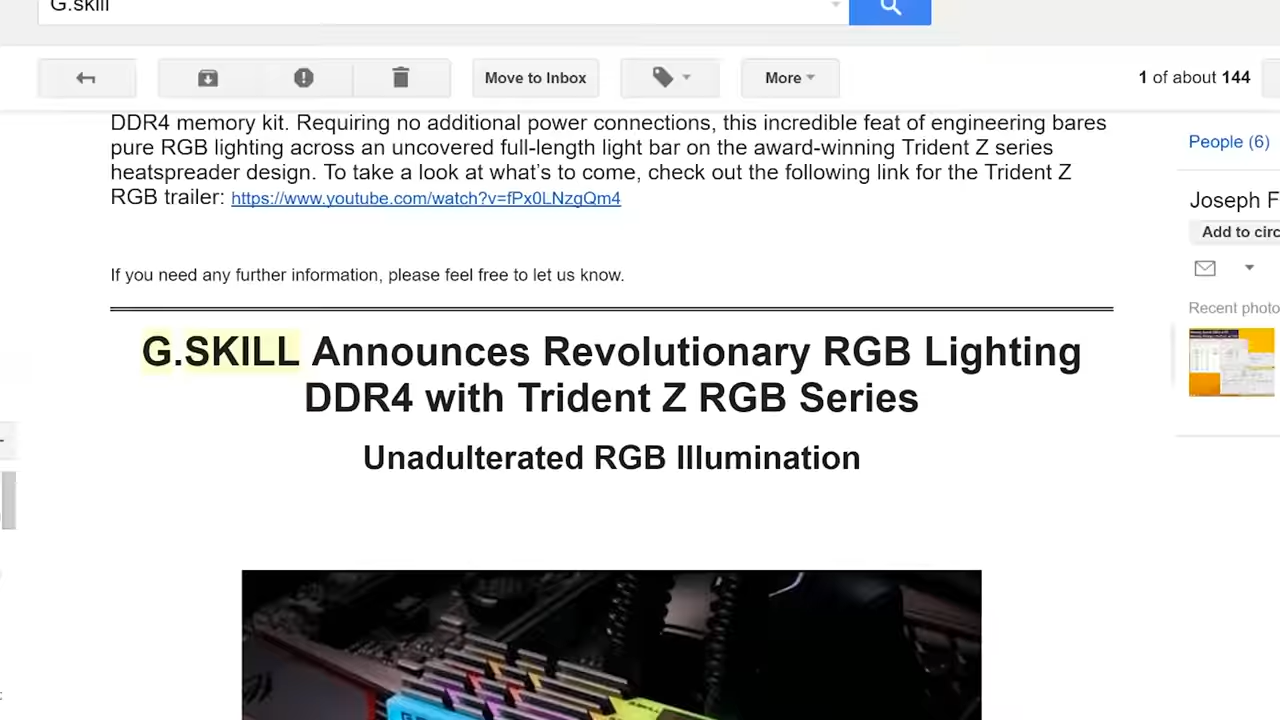 G.skill
Move to Inbox
More
1 of about 144
DDR4 memory kit. Requiring no additional power connections, this incredible feat of engineering bares
pure RGB lighting across an uncovered full-length light bar on the award-winning Trident Z series
heatspreader design. To take a look at what’s to come, check out the following link for the Trident Z
RGB trailer: https://www.youtube.com/watch?v=fPx0LNzgQm4
If you need any further information, please feel free to let us know.
G.SKILL Announces Revolutionary RGB Lighting
DDR4 with Trident Z RGB Series
Unadulterated RGB Illumination
G.SKILL
People (6)
Joseph F
Add to circ
Recent photo